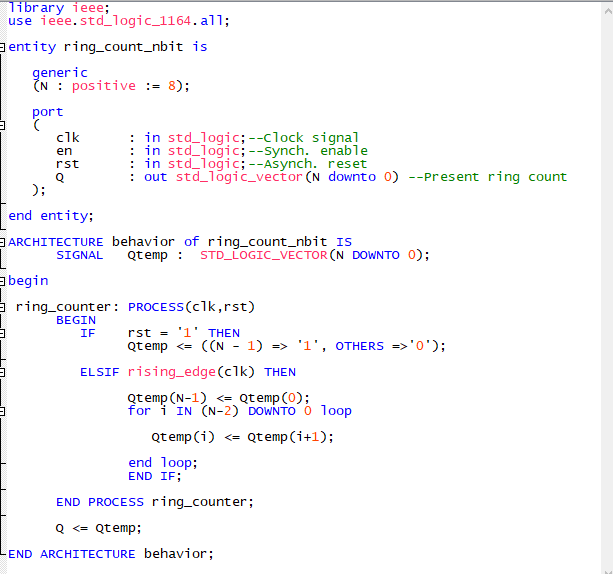 library ieee;
use ieee.std_logic_1164.all;
entity ring_count_nbit is
generic
(N : positive := 8);
port
(
clk : in std_logic;--Clock signal
en : in std_logic;--Synch. enable
rst : in std_logic;--Asynch. reset
Q : out std_logic_vector(N downto 0) --Present ring count
);
end entity;
ARCHITECTURE behavior of ring_count_nbit IS
SIGNAL Qtemp : STD_LOGIC_VECTOR(N DOWNTO 0);
begin
ring_counter: PROCESS(clk,rst)
BEGIN
IF rst = '1' THEN
Qtemp <= ((N - 1) => '1', OTHERS =>'0');
ELSIF rising_edge(clk) THEN
Qtemp(N-1) <= Qtemp(0);
for i IN (N-2) DOWNTO 0 loop
Qtemp(i) <= Qtemp(i+1);
end loop;
END IF;
END PROCESS ring_counter;
Q <= Qtemp;
END ARCHITECTURE behavior;